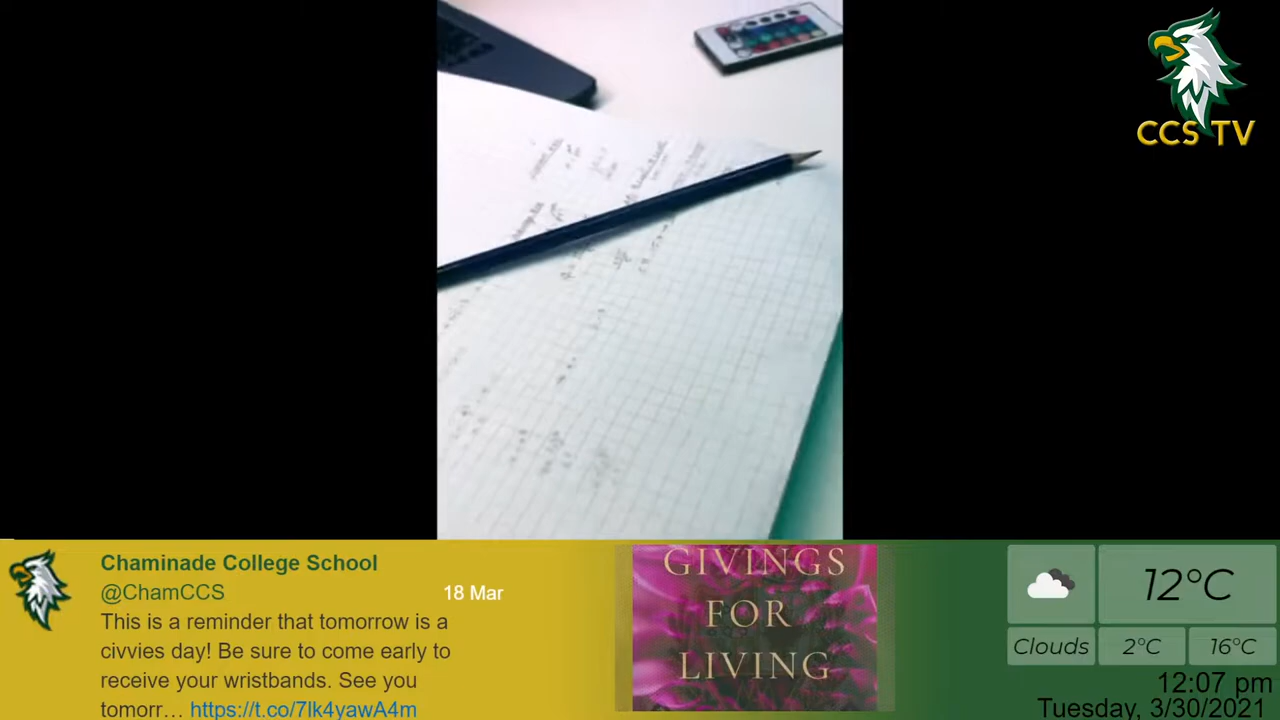 CCS TV
Chaminade College School
@ChamCCS
18 Mar
This is a reminder that tomorrow is a
civvies day! Be sure to come early to
receive your wristbands. See you
tomorr… https://t.co/7lk4yawA4m
GIVINGS
FOR
LIVING
12°C
Clouds
2°C
16°C
12:07 pm
Tuesday, 3/30/2021